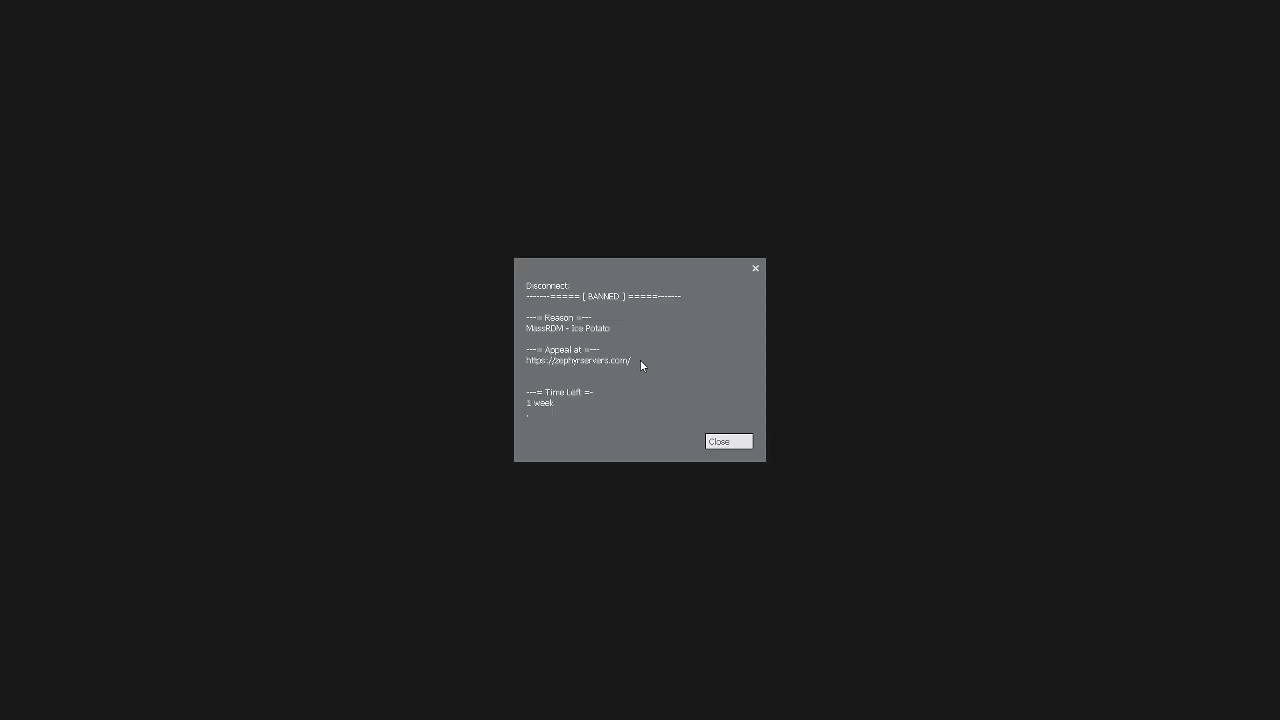 Disconnect:
-------===== [ BANNED ] =====-------
---= Reason =---
MassRDM - Ice Potato
---= Appeal at =---
https://zephyrservers.com/
---= Time Left =-
1 week
.
Close